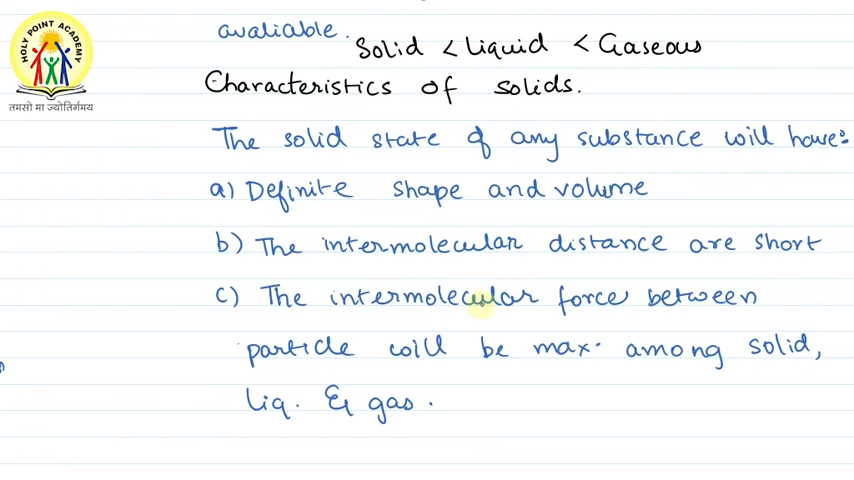 HOLY POINT ACADEMY
तमसो मा ज्योतिर्गमय
avaliable.
Solid < Liquid < Gaseous
Characteristics of solids.
The solid state of any substance will have:
a) Definite shape and volume
b) The intermolecular distance are short
c) The intermolecular force between
particle will be max. among solid,
liq. & gas.